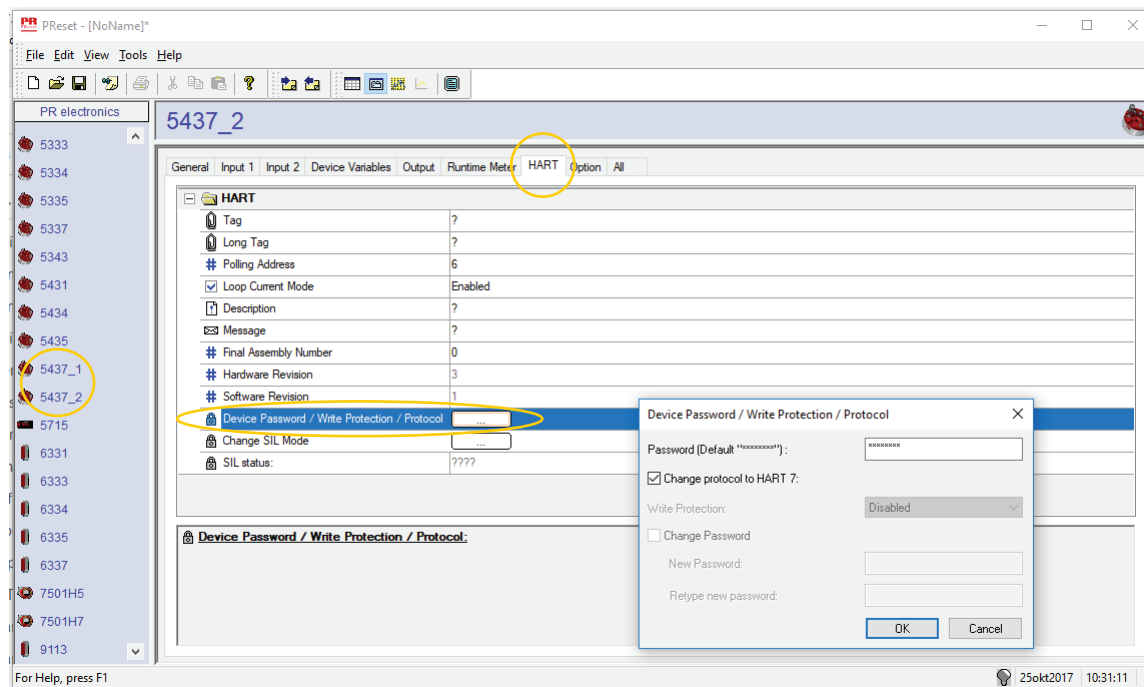 PR PReset - [NoName]*
File Edit View Tools Help
PR electronics
5333
5334
5335
5337
5343
5431
5434
5435
5437_1
5437_2
5715
6331
6333
6334
6335
6337
7501H5
7501H7
9113
5437_2
General Input 1 Input 2 Device Variables Output Runtime Meter HART Option All
HART
Tag ?
Long Tag ?
Polling Address 6
Loop Current Mode Enabled
Description ?
Message ?
Final Assembly Number 0
Hardware Revision 3
Software Revision 1
Device Password / Write Protection / Protocol ...
Change SIL Mode ...
SIL status: ????
Device Password / Write Protection / Protocol:
Device Password / Write Protection / Protocol
Password (Default "********") : ********
Change protocol to HART 7:
Write Protection: Disabled
Change Password
New Password:
Retype new password:
OK Cancel
For Help, press F1
25okt2017 10:31:11